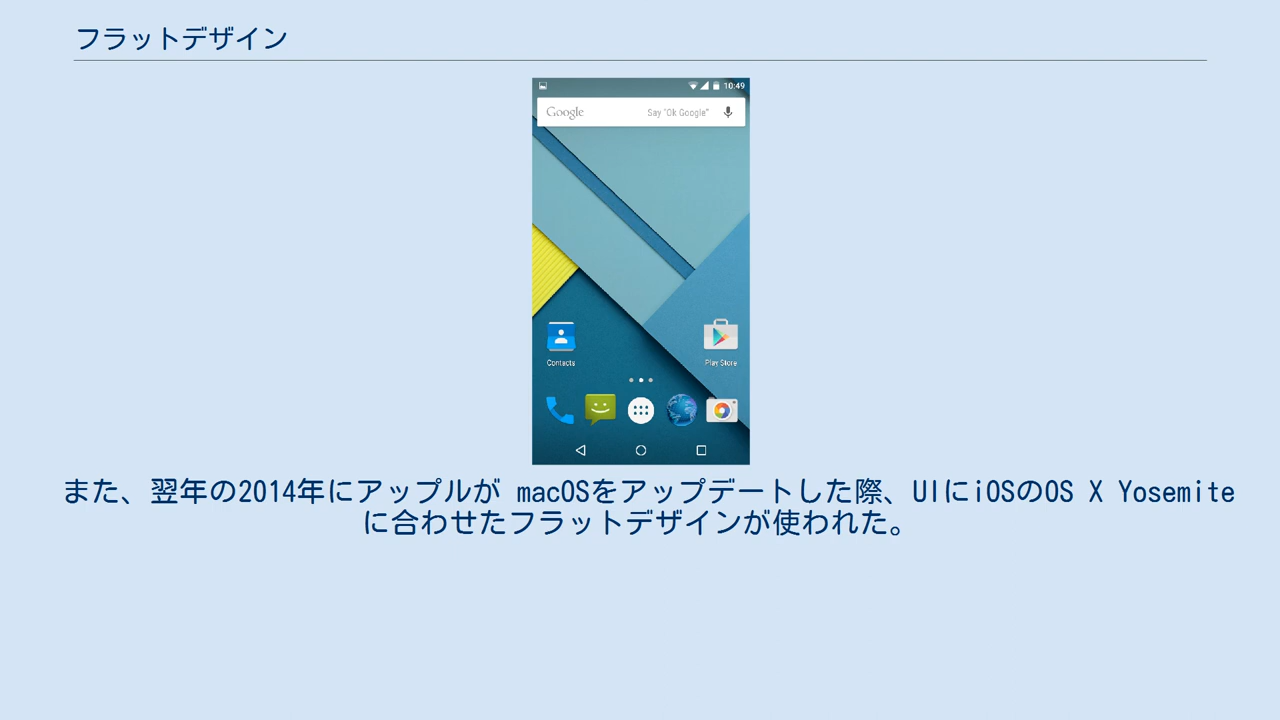 フラットデザイン
10:49
Google Say "Ok Google"
Contacts Play Store
また、翌年の2014年にアップルが macOSをアップデートした際、UIにiOSのOS X Yosemite
に合わせたフラットデザインが使われた。